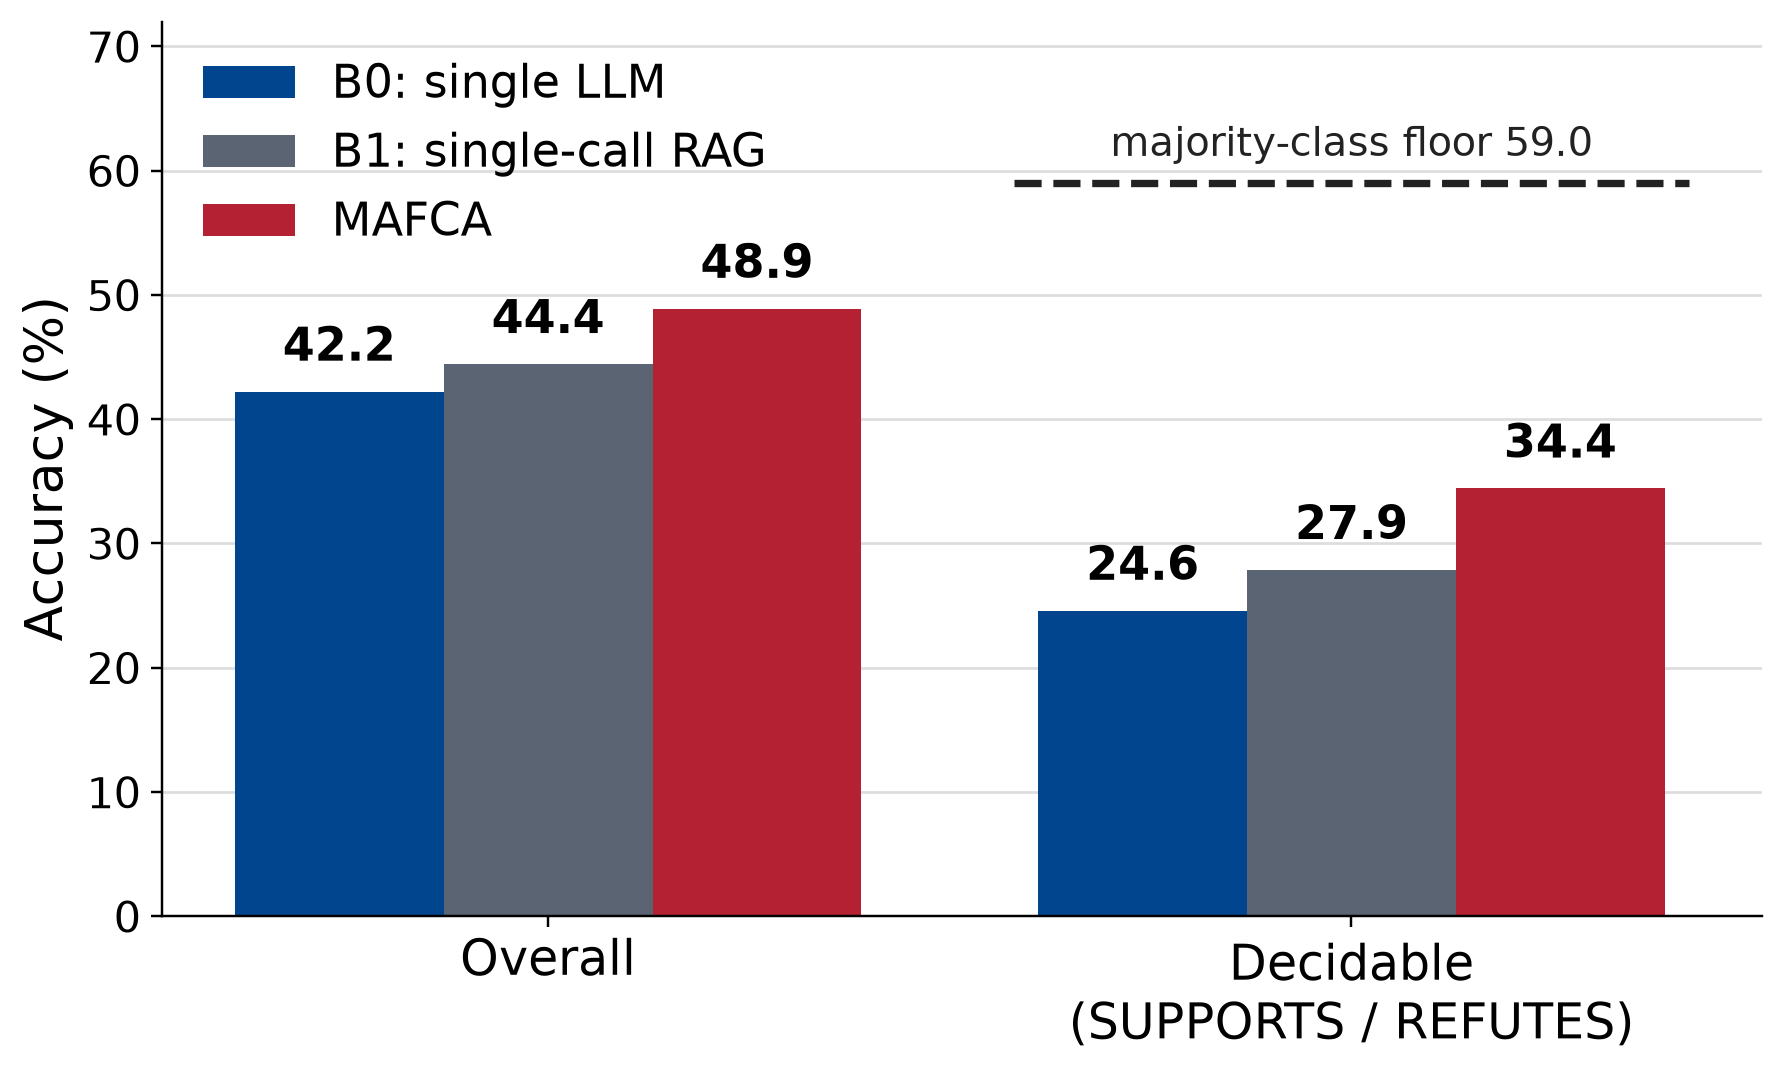 70
60
50
40
30
20
10
0
Accuracy (%)
B0: single LLM
B1: single-call RAG
MAFCA
majority-class floor 59.0
42.2
44.4
48.9
24.6
27.9
34.4
Overall
Decidable
(SUPPORTS / REFUTES)